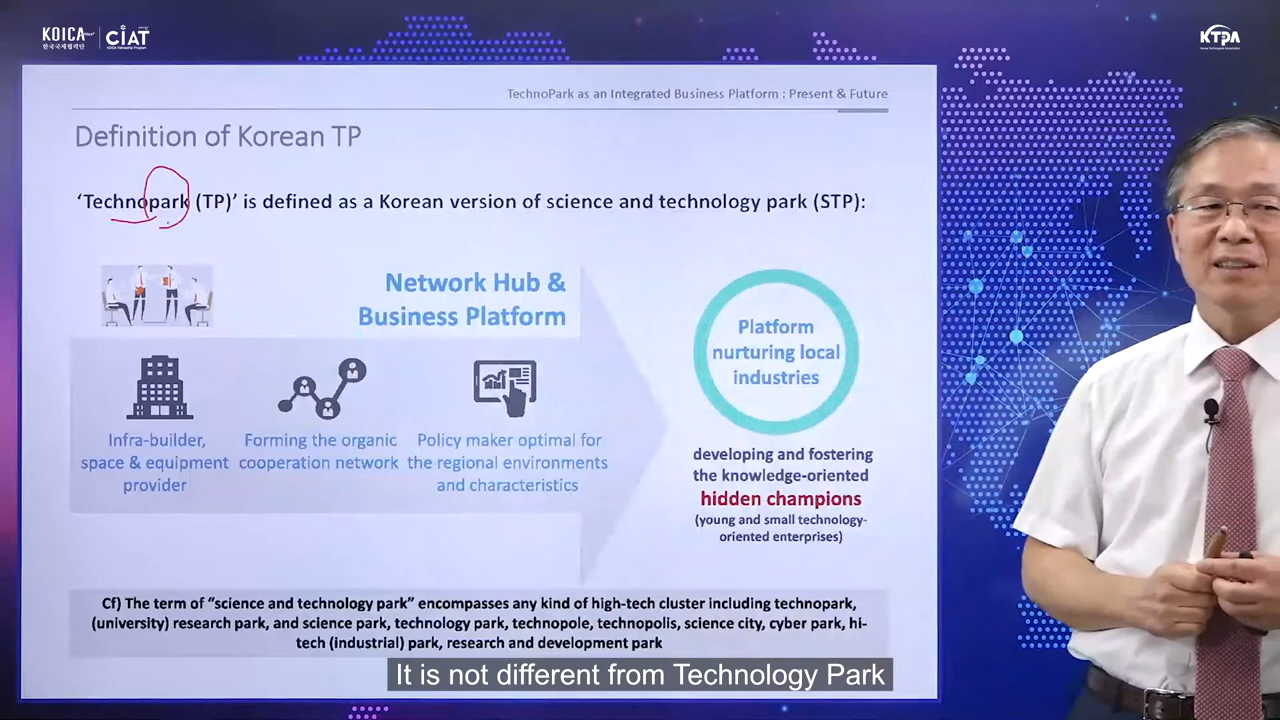 KOICA
한국국제협력단
CIAT
KOICA Fellowship Program
KTPA
Korea Technopark Association
TechnoPark as an Integrated Business Platform : Present & Future
Definition of Korean TP
‘Technopark (TP)’ is defined as a Korean version of science and technology park (STP):
Network Hub &
Business Platform
Infra-builder,
space & equipment
provider
Forming the organic
cooperation network
Policy maker optimal for
the regional environments
and characteristics
Platform
nurturing local
industries
developing and fostering
the knowledge-oriented
hidden champions
(young and small technology-
oriented enterprises)
Cf) The term of “science and technology park” encompasses any kind of high-tech cluster including technopark,
(university) research park, and science park, technology park, technopole, technopolis, science city, cyber park, hi-
tech (industrial) park, research and development park
It is not different from Technology Park